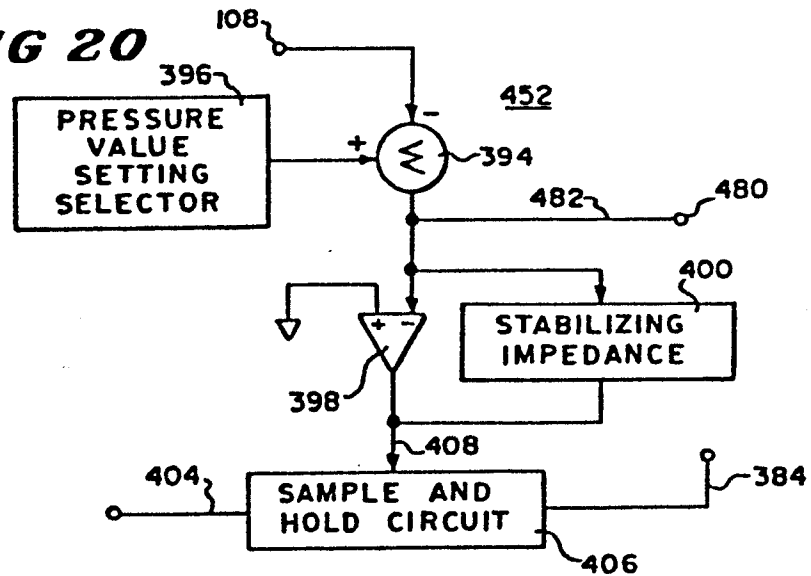 G 20
108
396
452
PRESSURE
VALUE
SETTING
SELECTOR
+
-
394
482
480
400
+ -
STABILIZING
IMPEDANCE
398
408
404
384
SAMPLE AND
HOLD CIRCUIT
406